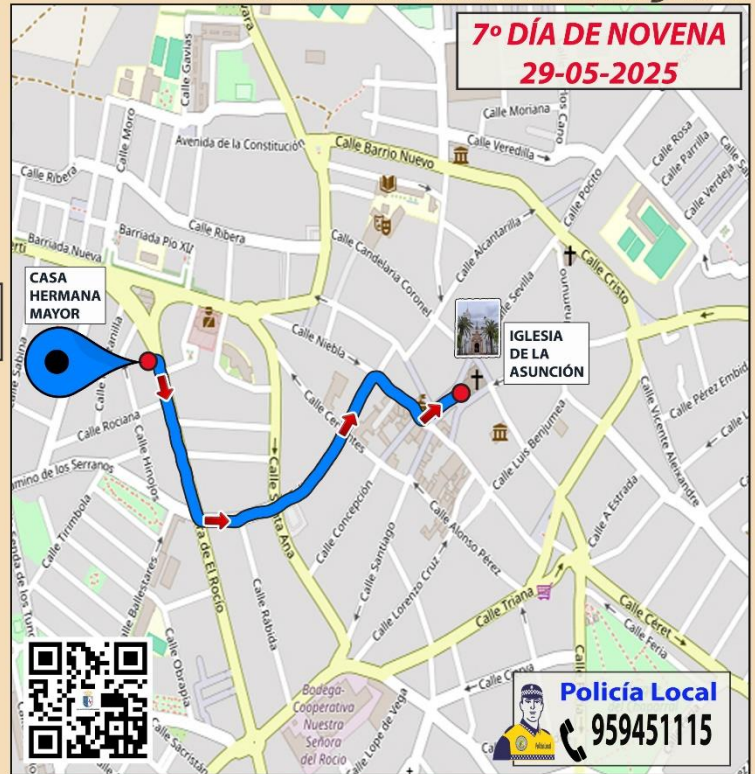 7º DÍA DE NOVENA
29-05-2025
Calle Gavias
Calle Moro
Calle Moriana
Avenida de la Constitución
Calle Barrio Nuevo
Calle Veredilla
Calle Rosa
Calle Parrilla
Calle Verdeja
Calle Ribera
Calle Pocito
Barriada Pío XII
Calle Ribera
Barriada Nueva
Calle Candelaria Coronel
Calle Alcantarilla
Calle Cristo
Calle Sevilla
CASA
HERMANA
MAYOR
IGLESIA
DE LA
ASUNCIÓN
Calle Niebla
Calle Pérez Embid
Calle Rociana
Calle Hinojos
Calle Cervantes
Calle Luis Benjumea
Calle Vicente Aleixandre
Camino de los Serranos
Calle Santa Ana
Calle Tirimbola
Calle Concepción
Calle Santiago
Calle Alonso Pérez
Calle A Estrada
Calle Ballestares
Calle Lorenzo Cruz
Calle Triana
Calle Céret
Calle Feria
Calle Rábida
Calle Obrapía
Bodega-
Cooperativa
Nuestra
Señora
del Rocío
Calle Lope de Vega
Policía Local
959451115